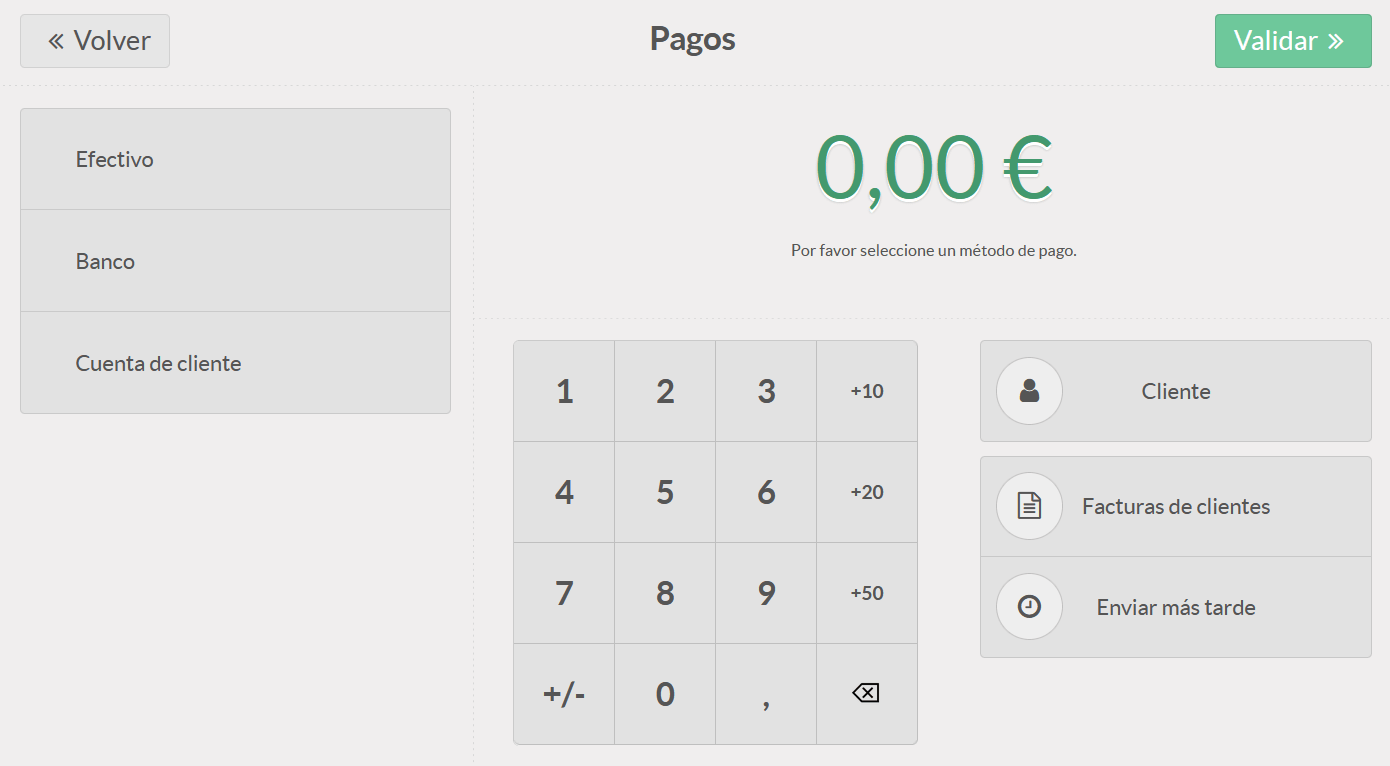 Volver
Pagos
Validar
Efectivo
Banco
Cuenta de cliente
0,00 €
Por favor seleccione un método de pago.
1 2 3 +10
4 5 6 +20
7 8 9 +50
+/- 0 ,
Cliente
Facturas de clientes
Enviar más tarde